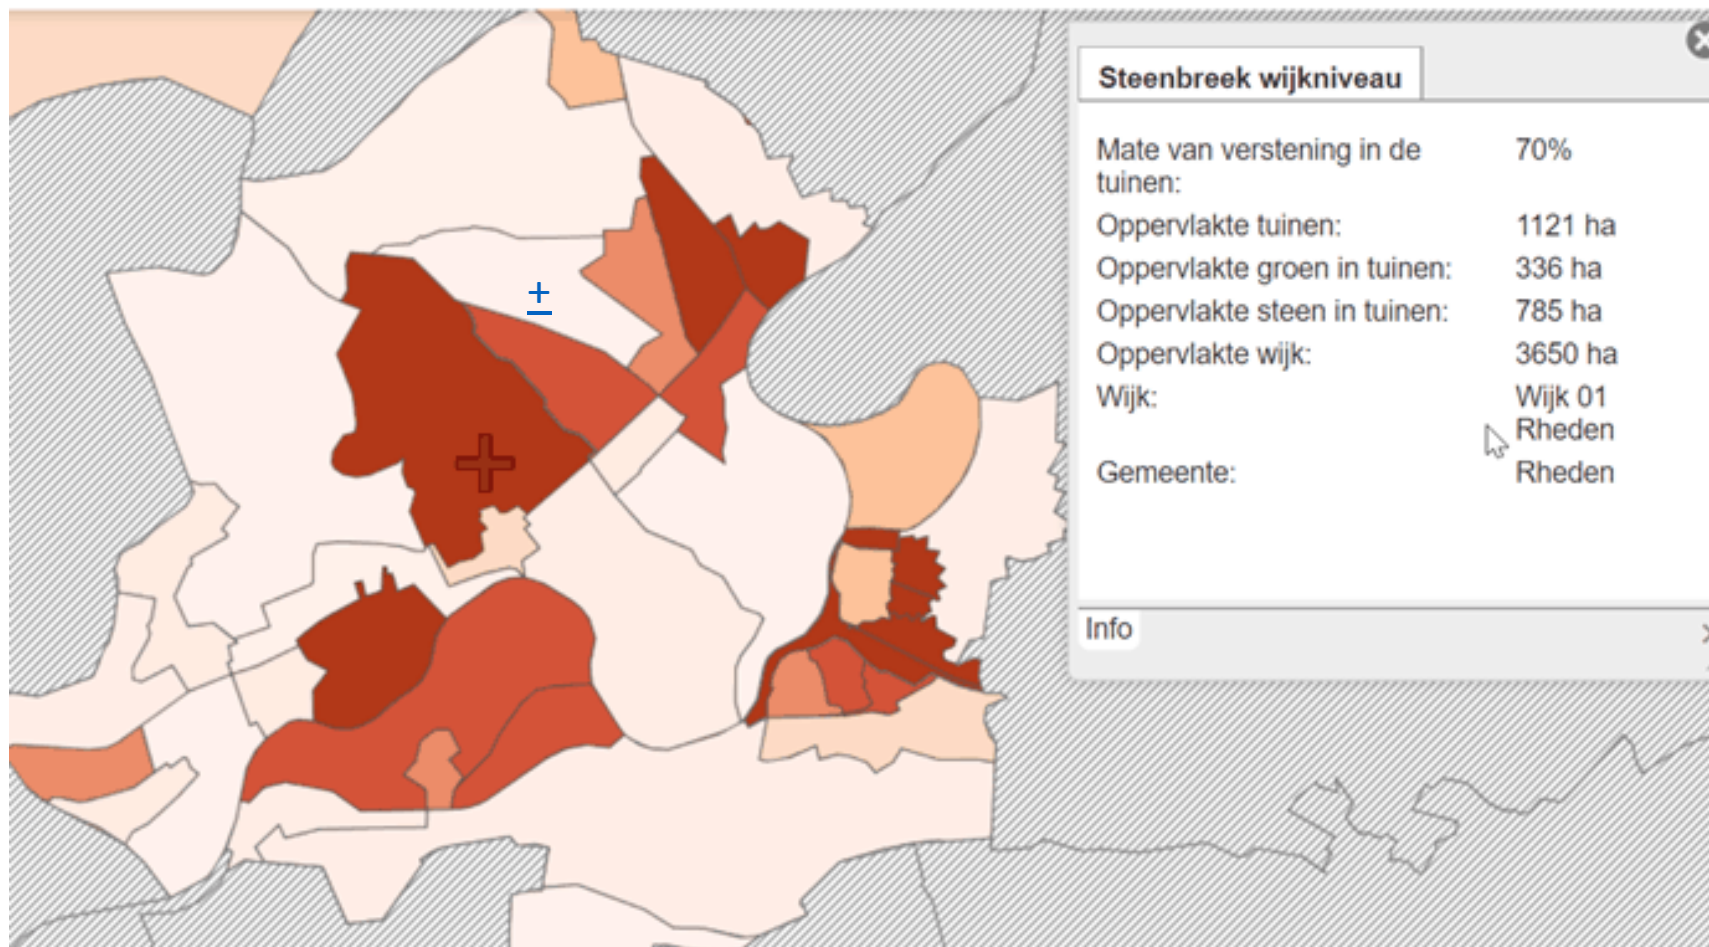 Steenbreek wijkniveau
Mate van verstening in de 70%
tuinen:
Oppervlakte tuinen: 1121 ha
Oppervlakte groen in tuinen: 336 ha
Oppervlakte steen in tuinen: 785 ha
Oppervlakte wijk: 3650 ha
Wijk: Wijk 01
Rheden
Gemeente: Rheden
Info
±